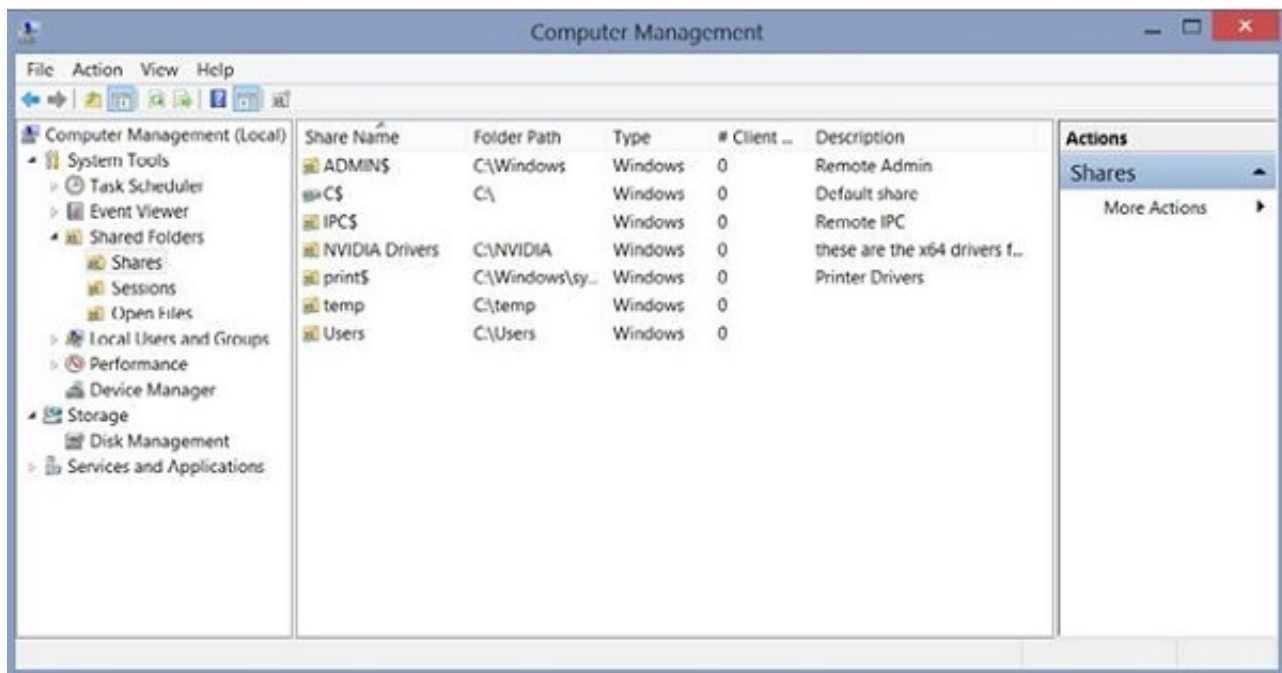 Computer Management
File Action View Help
Computer Management (Local)
System Tools
Task Scheduler
Event Viewer
Shared Folders
Shares
Sessions
Open Files
Local Users and Groups
Performance
Device Manager
Storage
Disk Management
Services and Applications
Share Name Folder Path Type # Client ... Description
ADMIN$ C:\Windows Windows 0 Remote Admin
C$ C:\ Windows 0 Default share
IPC$ Windows 0 Remote IPC
NVIDIA Drivers C:\NVIDIA Windows 0 these are the x64 drivers f...
print$ C:\Windows\sy... Windows 0 Printer Drivers
temp C:\temp Windows 0
Users C:\Users Windows 0
Actions
Shares
More Actions